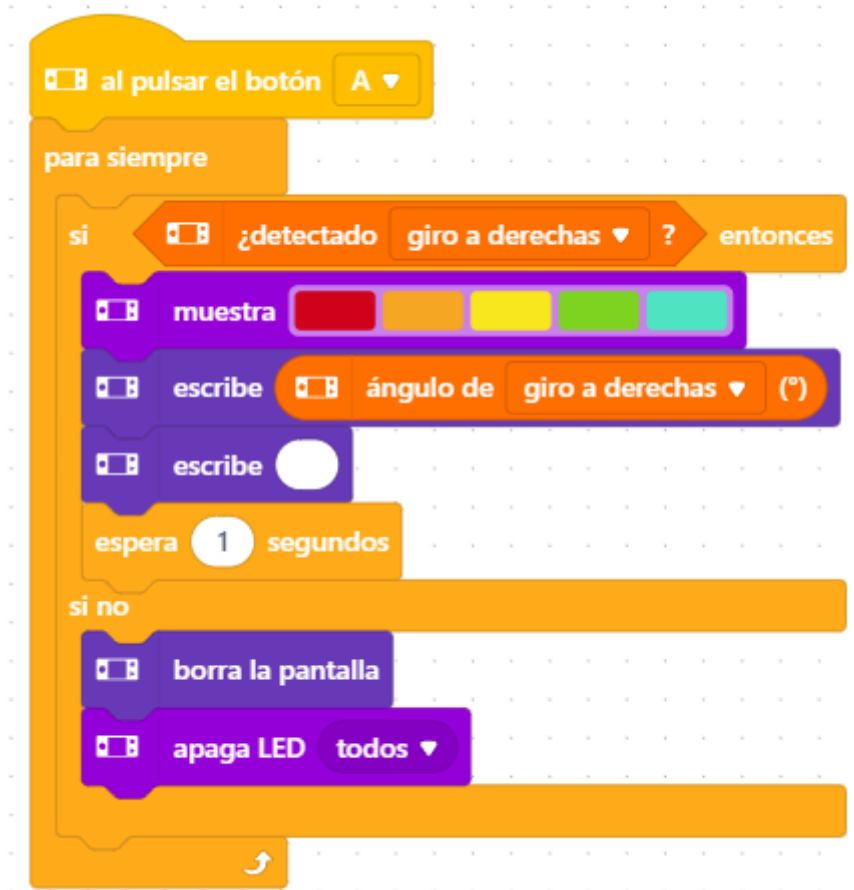 al pulsar el botón A
para siempre
si ¿detectado giro a derechas ? entonces
muestra
escribe ángulo de giro a derechas (°)
escribe
espera 1 segundos
si no
borra la pantalla
apaga LED todos